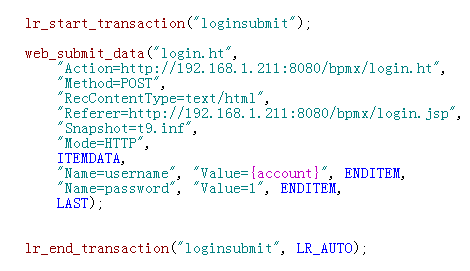 lr_start_transaction("loginsubmit");
web_submit_data("login.ht",
"Action=http://192.168.1.211:8080/bpmx/login.ht",
"Method=POST",
"RecContentType=text/html",
"Referer=http://192.168.1.211:8080/bpmx/login.jsp",
"Snapshot=t9.inf",
"Mode=HTTP",
ITEMDATA,
"Name=username", "Value={account}", ENDITEM,
"Name=password", "Value=1", ENDITEM,
LAST);
lr_end_transaction("loginsubmit", LR_AUTO);